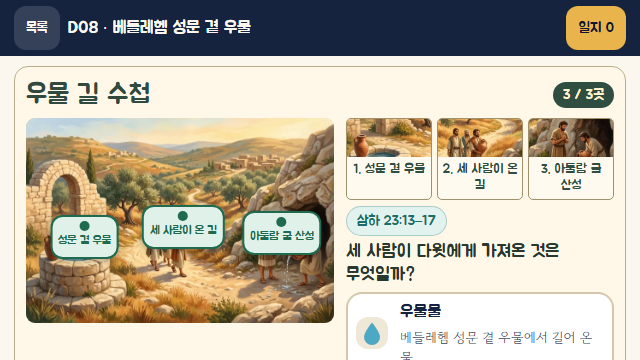 목록
D08 · 베들레헴 성문 곁 우물
일지 0
우물 길 수첩
3 / 3곳
성문 곁 우물
세 사람이 온 길
아둘람 굴 산성
1. 성문 곁 우물
2. 세 사람이 온
길
3. 아둘람 굴
산성
삼하 23:13–17
세 사람이 다윗에게 가져온 것은
무엇일까?
우물물
베들레헴 성문 곁 우물에서 길어 온
물